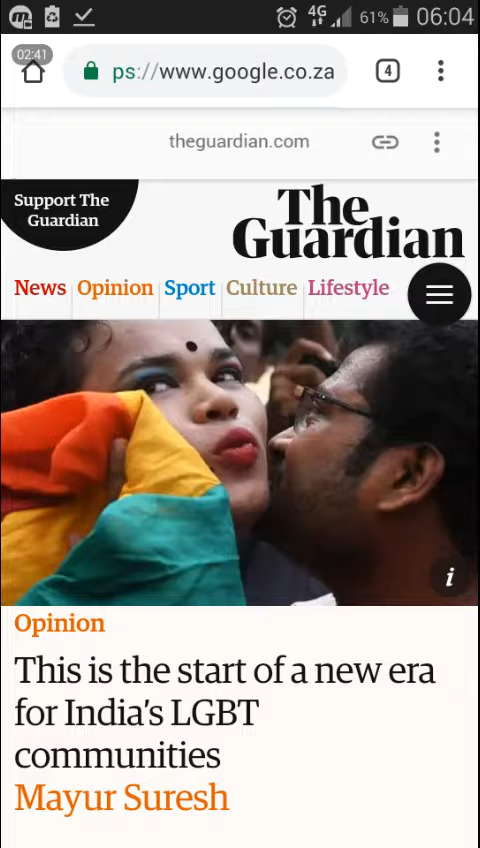 4G 61% 06:04
02:41
ps://www.google.co.za 4
theguardian.com
Support The
Guardian
The
Guardian
News Opinion Sport Culture Lifestyle
i
Opinion
This is the start of a new era
for India's LGBT
communities
Mayur Suresh